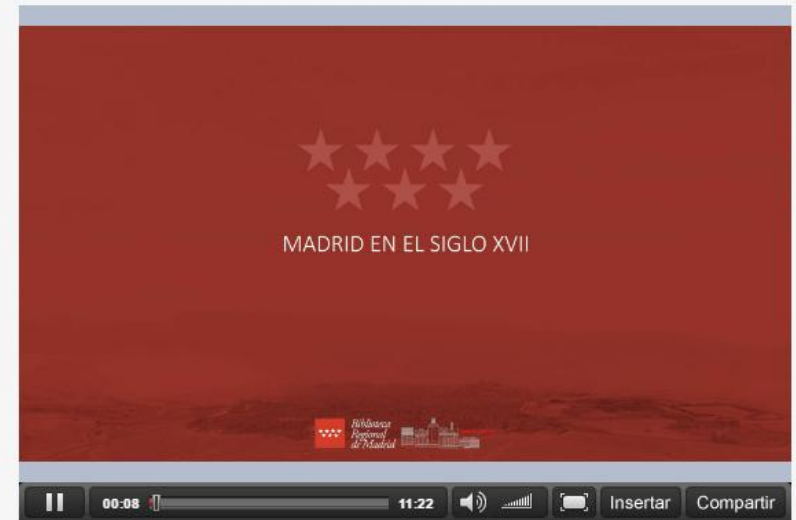 MADRID EN EL SIGLO XVII
Biblioteca
Regional
de Madrid
00:08
11:22
Insertar
Compartir